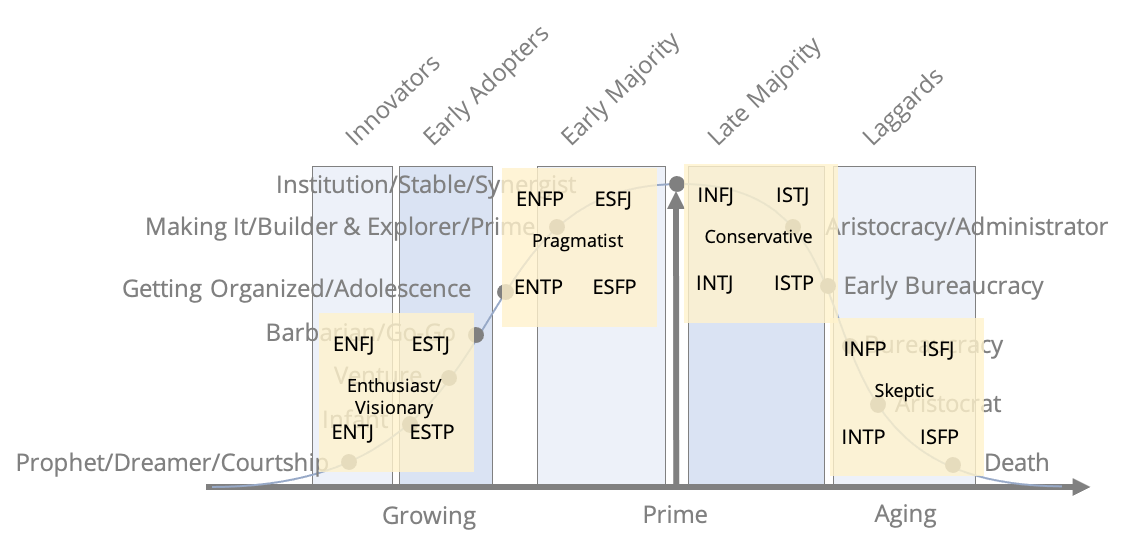 Innovators
Early Adopters
Early Majority
Late Majority
Laggards
Institution/Stable/Synergist
Making It/Builder & Explorer/Prime
Getting Organized/Adolescence
Barbarian/Go-Go
Venture
Infant
Prophet/Dreamer/Courtship
ENFJ ESTJ
Enthusiast/
Visionary
ENTJ ESTP
ENFP ESFJ
Pragmatist
ENTP ESFP
INFJ ISTJ
Conservative
INTJ ISTP
Aristocracy/Administrator
Early Bureaucracy
Bureaucracy
Aristocrat
Death
INFP ISFJ
Skeptic
INTP ISFP
Growing
Prime
Aging